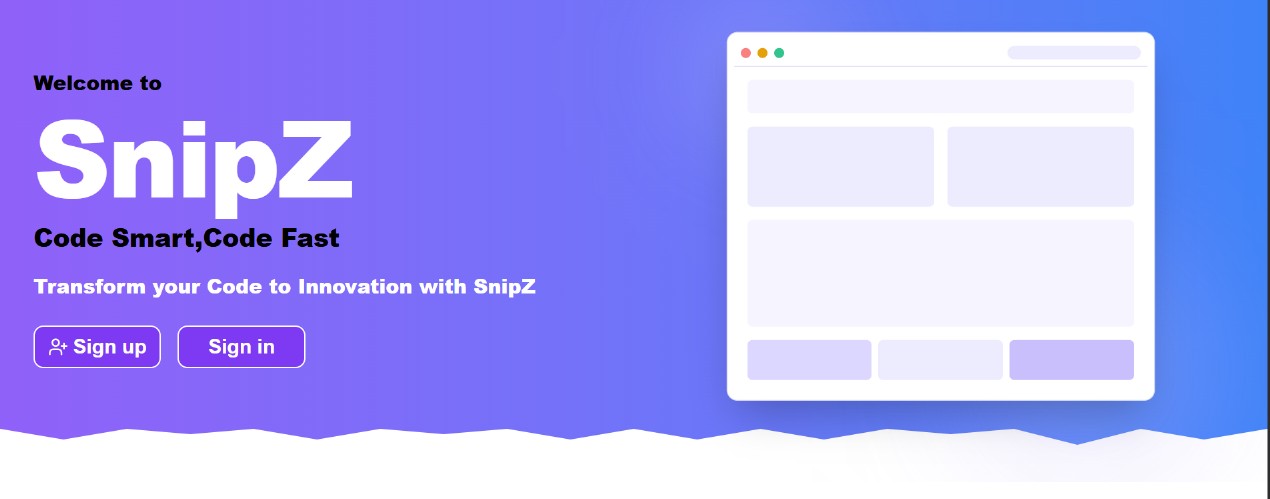 Welcome to
SnipZ
Code Smart,Code Fast
Transform your Code to Innovation with SnipZ
Sign up
Sign in